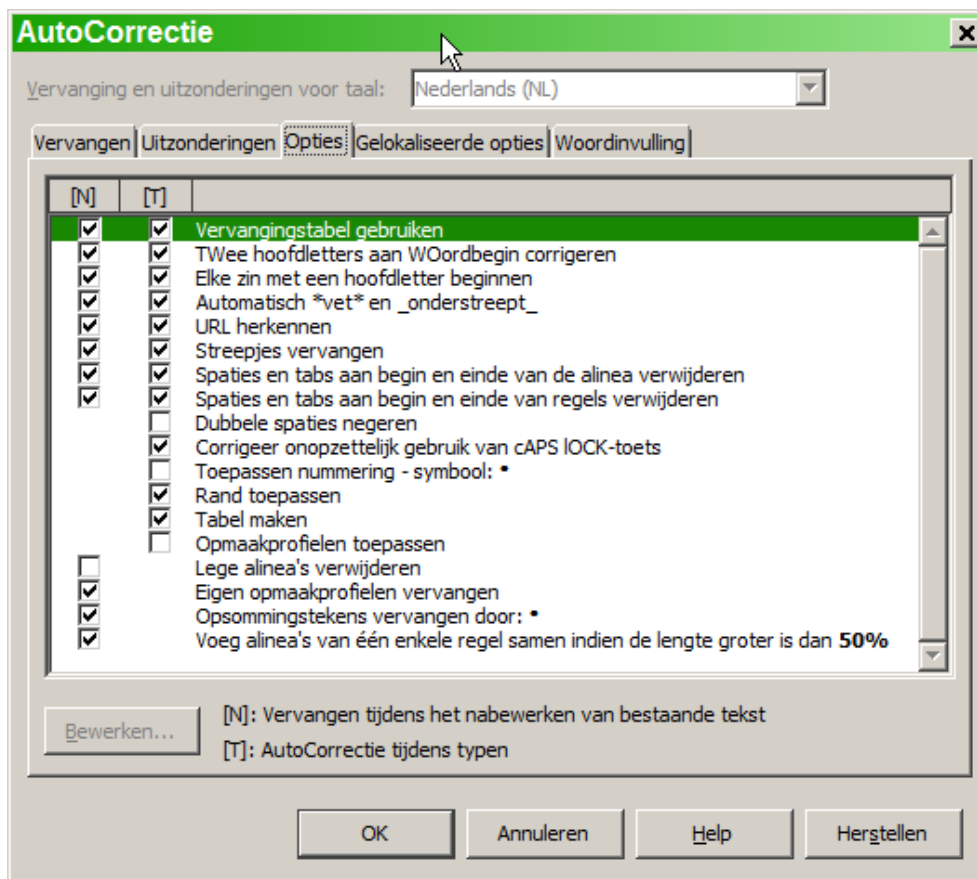 AutoCorrectie
Vervanging en uitzonderingen voor taal: Nederlands (NL)
Vervangen Uitzonderingen Opties Gelokaliseerde opties Woordinvulling
[N] [T]
Vervangingstabel gebruiken
TWee hoofdletters aan WOordbegin corrigeren
Elke zin met een hoofdletter beginnen
Automatisch *vet* en _onderstreept_
URL herkennen
Streepjes vervangen
Spaties en tabs aan begin en einde van de alinea verwijderen
Spaties en tabs aan begin en einde van regels verwijderen
Dubbele spaties negeren
Corrigeer onopzettelijk gebruik van cAPS lOCK-toets
Toepassen nummering - symbool: •
Rand toepassen
Tabel maken
Opmaakprofielen toepassen
Lege alinea's verwijderen
Eigen opmaakprofielen vervangen
Opsommingstekens vervangen door: •
Voeg alinea's van één enkele regel samen indien de lengte groter is dan 50%
Bewerken...
[N]: Vervangen tijdens het nabewerken van bestaande tekst
[T]: AutoCorrectie tijdens typen
OK Annuleren Help Herstellen